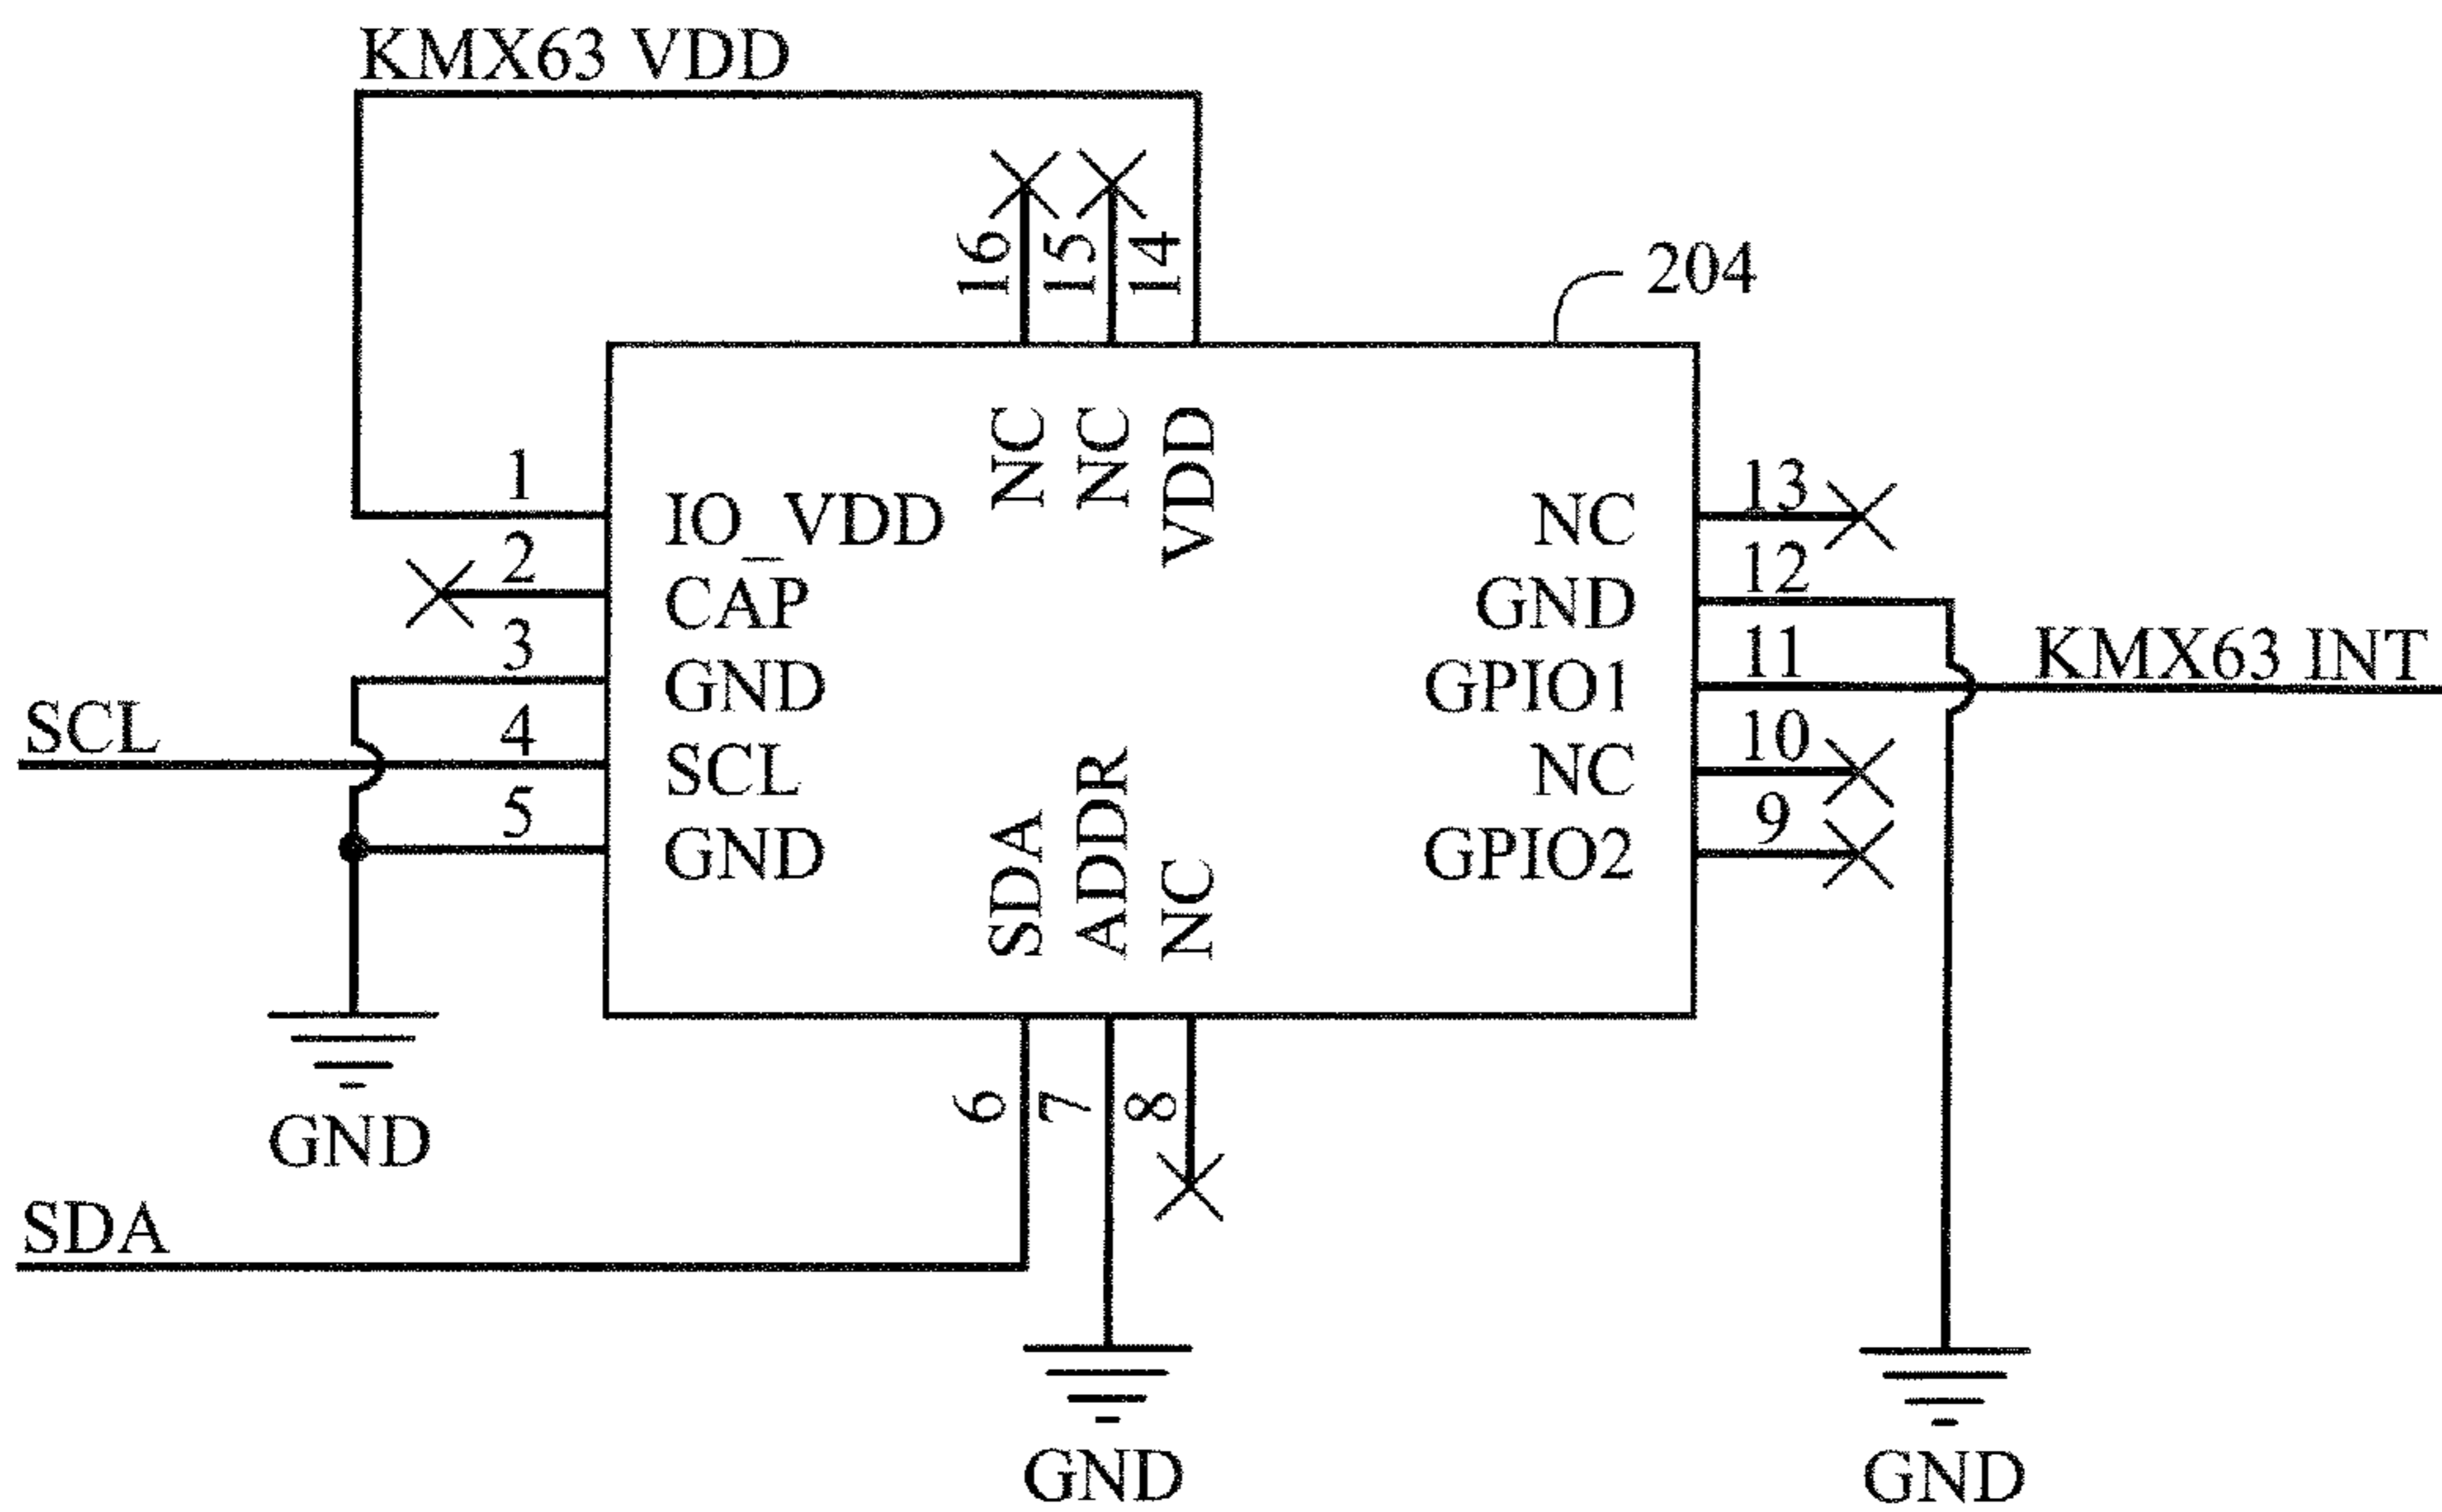 KMX63 VDD
16
15
14
204
NC
NC
VDD
1
IO_VDD
NC
13
2
CAP
GND
12
3
GND
GPIO1
11
KMX63 INT
SCL
4
SCL
NC
10
5
GND
GPIO2
9
SDA
ADDR
NC
6
7
8
GND
SDA
GND
GND